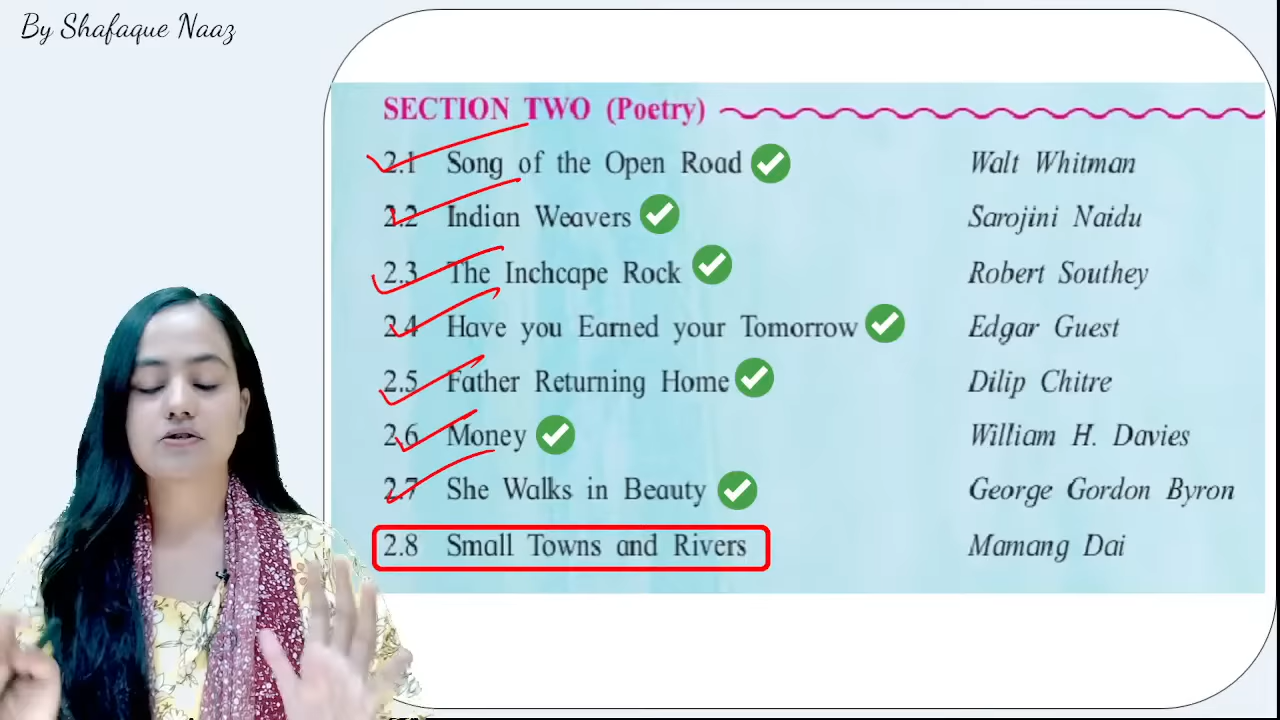 By Shafaque Naaz
SECTION TWO (Poetry)
2.1 Song of the Open Road Walt Whitman
2.2 Indian Weavers Sarojini Naidu
2.3 The Inchcape Rock Robert Southey
2.4 Have you Earned your Tomorrow Edgar Guest
2.5 Father Returning Home Dilip Chitre
2.6 Money William H. Davies
2.7 She Walks in Beauty George Gordon Byron
2.8 Small Towns and Rivers Mamang Dai